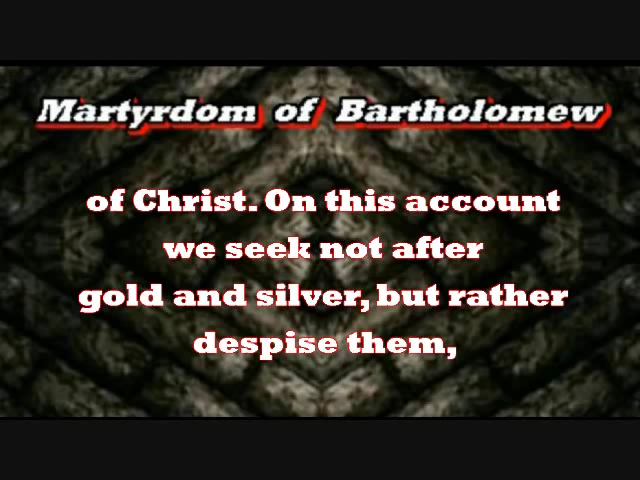 Martyrdom of Bartholomew
of Christ. On this account
we seek not after
gold and silver, but rather
despise them,